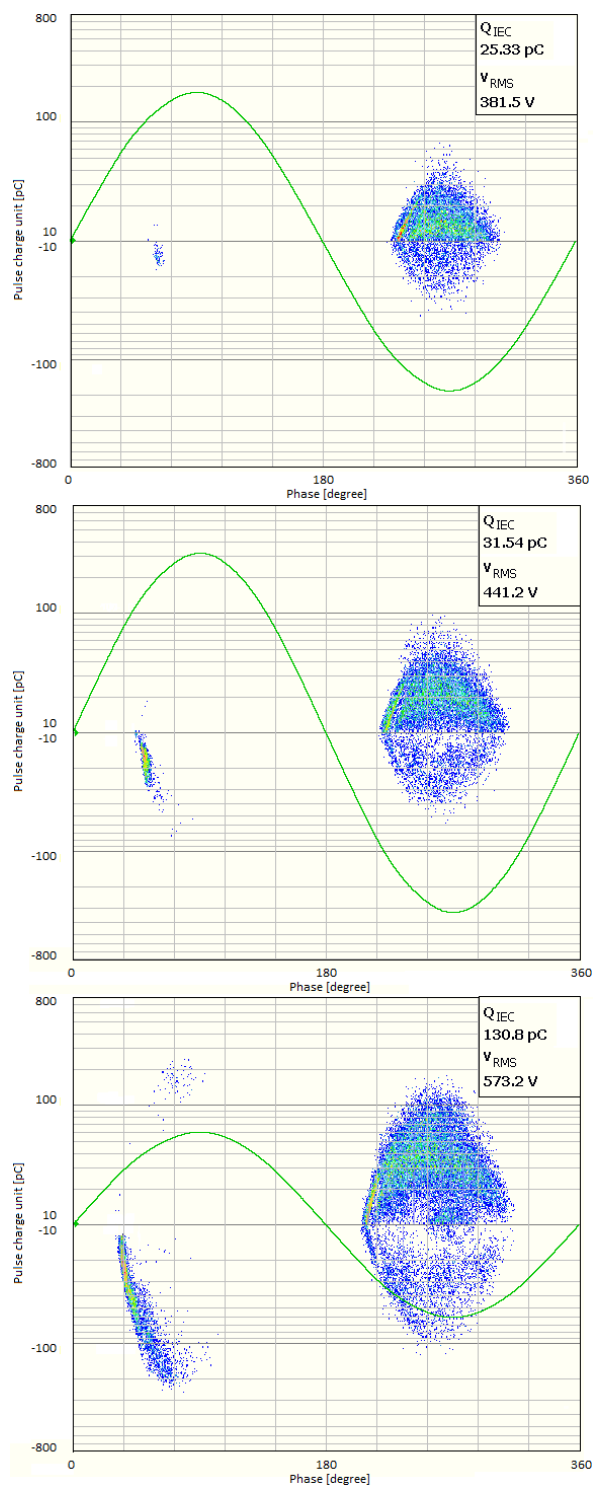 800
Q IEC
25.33 pC
V RMS
381.5 V
100
10
-10
-100
-800
Pulse charge unit [pC]
0
180
360
Phase [degree]
800
Q IEC
31.54 pC
V RMS
441.2 V
100
10
-10
-100
-800
Pulse charge unit [pC]
0
180
360
Phase [degree]
800
Q IEC
130.8 pC
V RMS
573.2 V
100
10
-10
-100
-800
Pulse charge unit [pC]
0
180
360
Phase [degree]